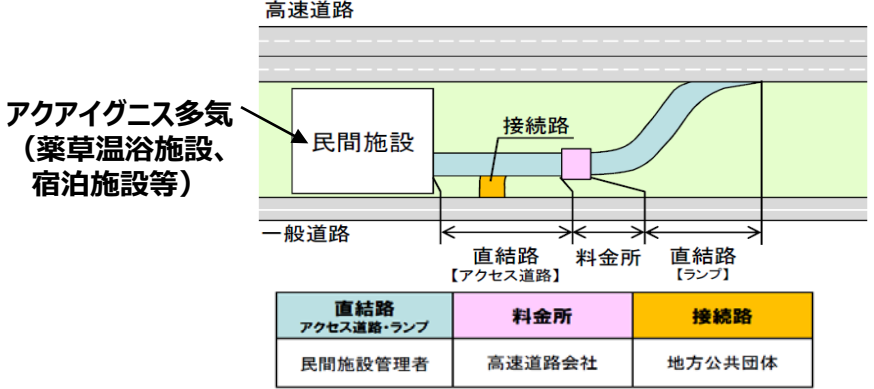 高速道路
アクアイグニス多気
（薬草温浴施設、
宿泊施設等）
民間施設
接続路
一般道路
直結路
【アクセス道路】
料金所
直結路
【ランプ】
直結路
アクセス道路・ランプ
料金所
接続路
民間施設管理者
高速道路会社
地方公共団体